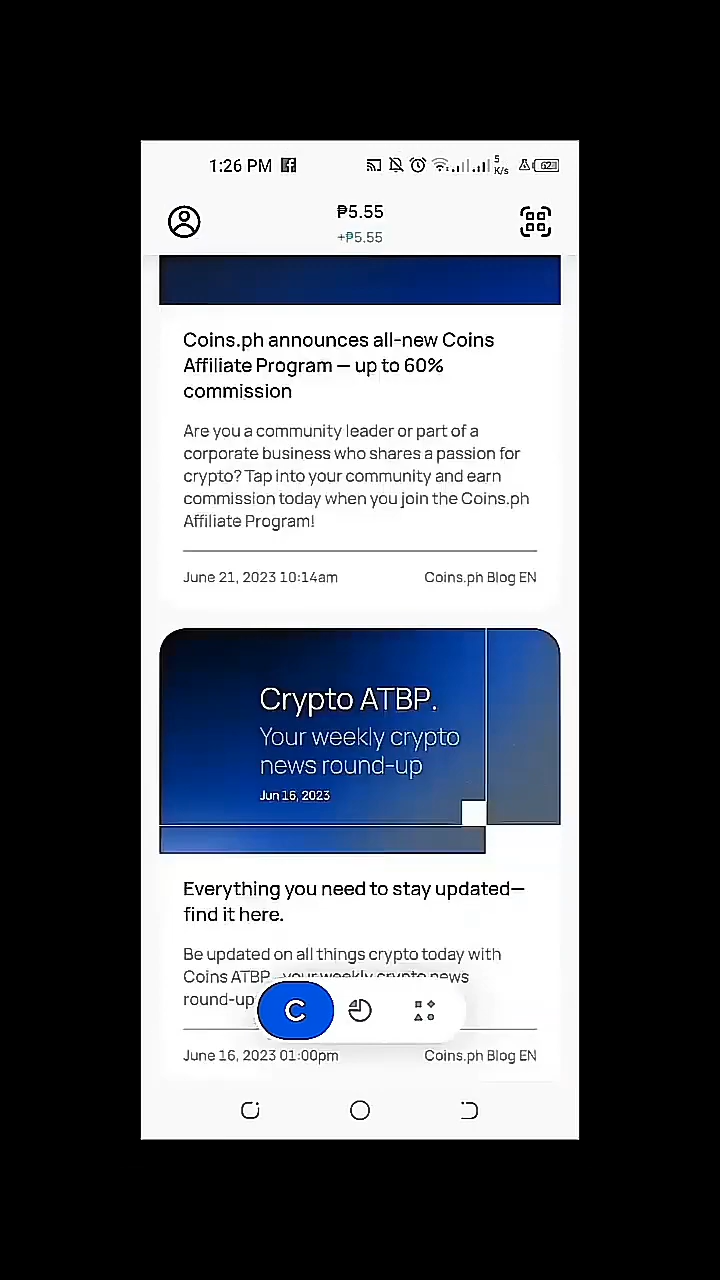 1:26 PM
5
K/s
62
₱5.55
+₱5.55
Coins.ph announces all-new Coins
Affiliate Program — up to 60%
commission
Are you a community leader or part of a
corporate business who shares a passion for
crypto? Tap into your community and earn
commission today when you join the Coins.ph
Affiliate Program!
June 21, 2023 10:14am Coins.ph Blog EN
Crypto ATBP.
Your weekly crypto
news round-up
Jun 16, 2023
Everything you need to stay updated—
find it here.
Be updated on all things crypto today with
Coins ATBP - your weekly crypto news
round-up
C
June 16, 2023 01:00pm Coins.ph Blog EN